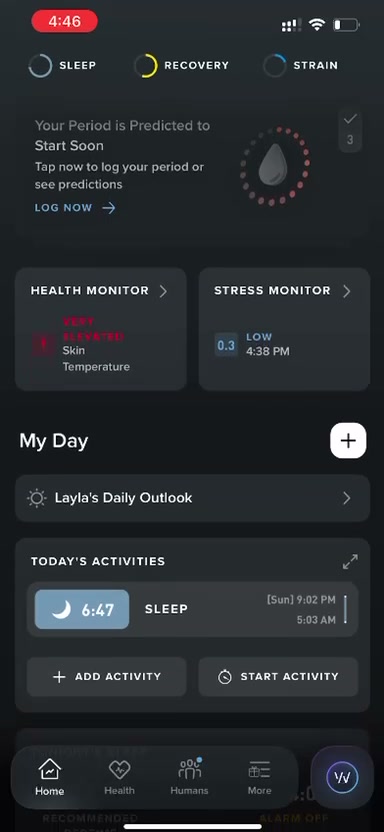 4:46
SLEEP
RECOVERY
STRAIN
Your Period is Predicted to
Start Soon
Tap now to log your period or
see predictions
LOG NOW
3
HEALTH MONITOR
VERY
ELEVATED
Skin
Temperature
STRESS MONITOR
0.3
LOW
4:38 PM
My Day
Layla's Daily Outlook
TODAY'S ACTIVITIES
6:47
SLEEP
[Sun] 9:02 PM
5:03 AM
ADD ACTIVITY
START ACTIVITY
TONIGHT'S SLEEP
Home
Health
Humans
More
W
RECOMMENDED
ALARM OFF
BEDTIME